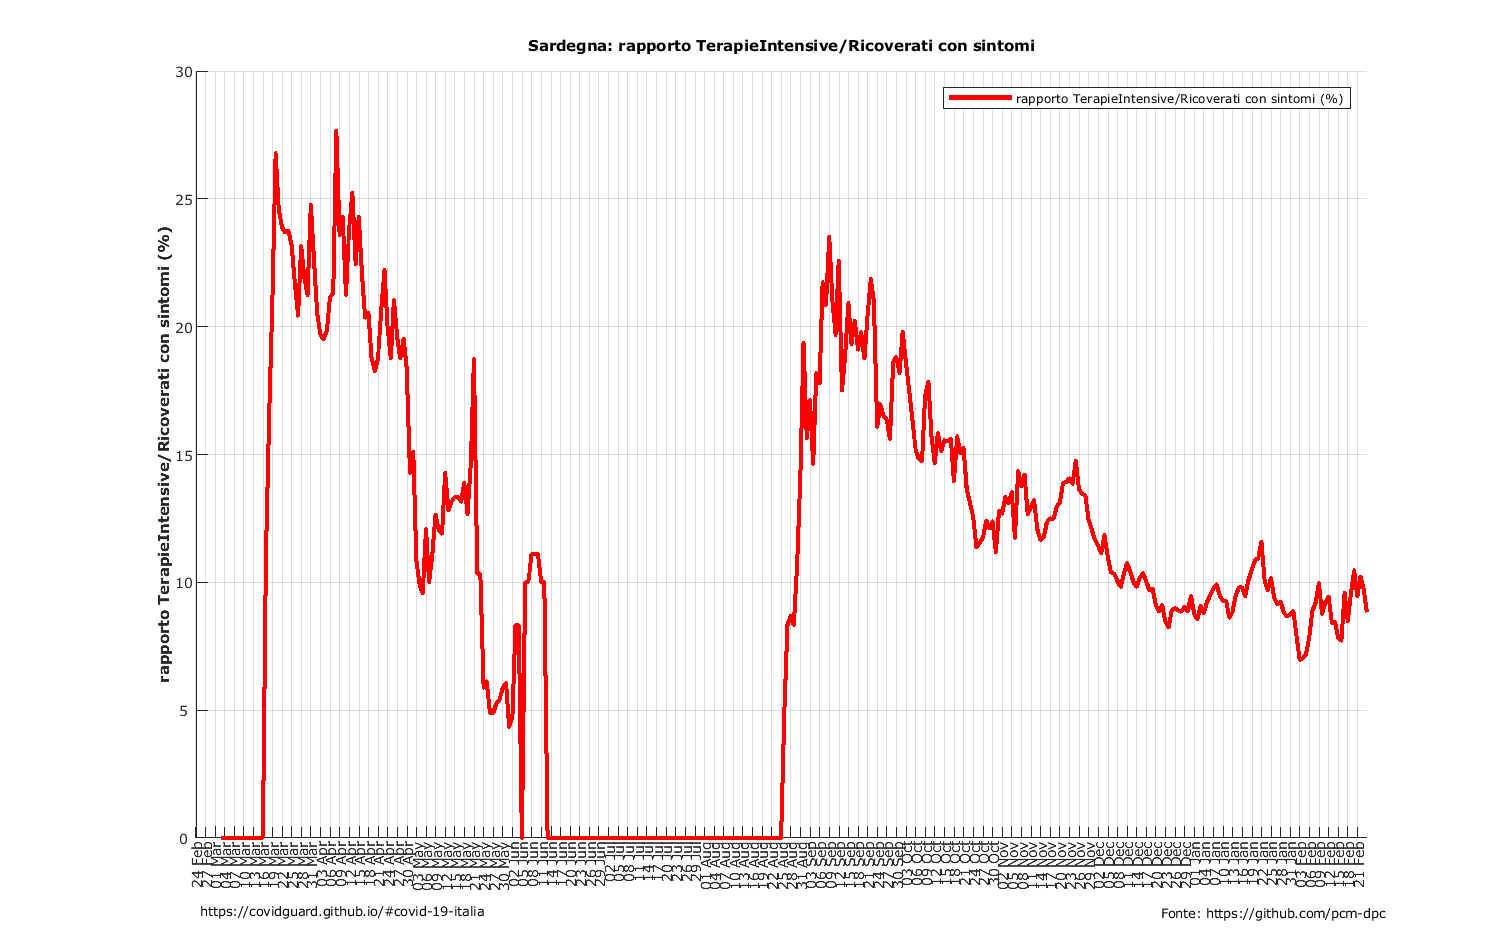 Sardegna: rapporto TerapieIntensive/Ricoverati con sintomi
rapporto TerapieIntensive/Ricoverati con sintomi (%)
rapporto TerapieIntensive/Ricoverati con sintomi (%)
30
25
20
15
10
5
0
24 Feb
27 Feb
01 Mar
04 Mar
07 Mar
10 Mar
13 Mar
16 Mar
19 Mar
22 Mar
25 Mar
28 Mar
31 Mar
03 Apr
06 Apr
09 Apr
12 Apr
15 Apr
18 Apr
21 Apr
24 Apr
27 Apr
30 Apr
03 May
06 May
09 May
12 May
15 May
18 May
21 May
24 May
27 May
30 May
02 Jun
05 Jun
08 Jun
11 Jun
14 Jun
17 Jun
20 Jun
23 Jun
26 Jun
29 Jun
02 Jul
05 Jul
08 Jul
11 Jul
14 Jul
17 Jul
20 Jul
23 Jul
26 Jul
29 Jul
01 Aug
04 Aug
07 Aug
10 Aug
13 Aug
16 Aug
19 Aug
22 Aug
25 Aug
28 Aug
31 Aug
03 Sep
06 Sep
09 Sep
12 Sep
15 Sep
18 Sep
21 Sep
24 Sep
27 Sep
30 Sep
03 Oct
06 Oct
09 Oct
12 Oct
15 Oct
18 Oct
21 Oct
24 Oct
27 Oct
30 Oct
02 Nov
05 Nov
08 Nov
11 Nov
14 Nov
17 Nov
20 Nov
23 Nov
26 Nov
29 Nov
02 Dec
05 Dec
08 Dec
11 Dec
14 Dec
17 Dec
20 Dec
23 Dec
26 Dec
29 Dec
01 Jan
04 Jan
07 Jan
10 Jan
13 Jan
16 Jan
19 Jan
22 Jan
25 Jan
28 Jan
31 Jan
03 Feb
06 Feb
09 Feb
12 Feb
15 Feb
18 Feb
21 Feb
https://covidguard.github.io/#covid-19-italia
Fonte: https://github.com/pcm-dpc